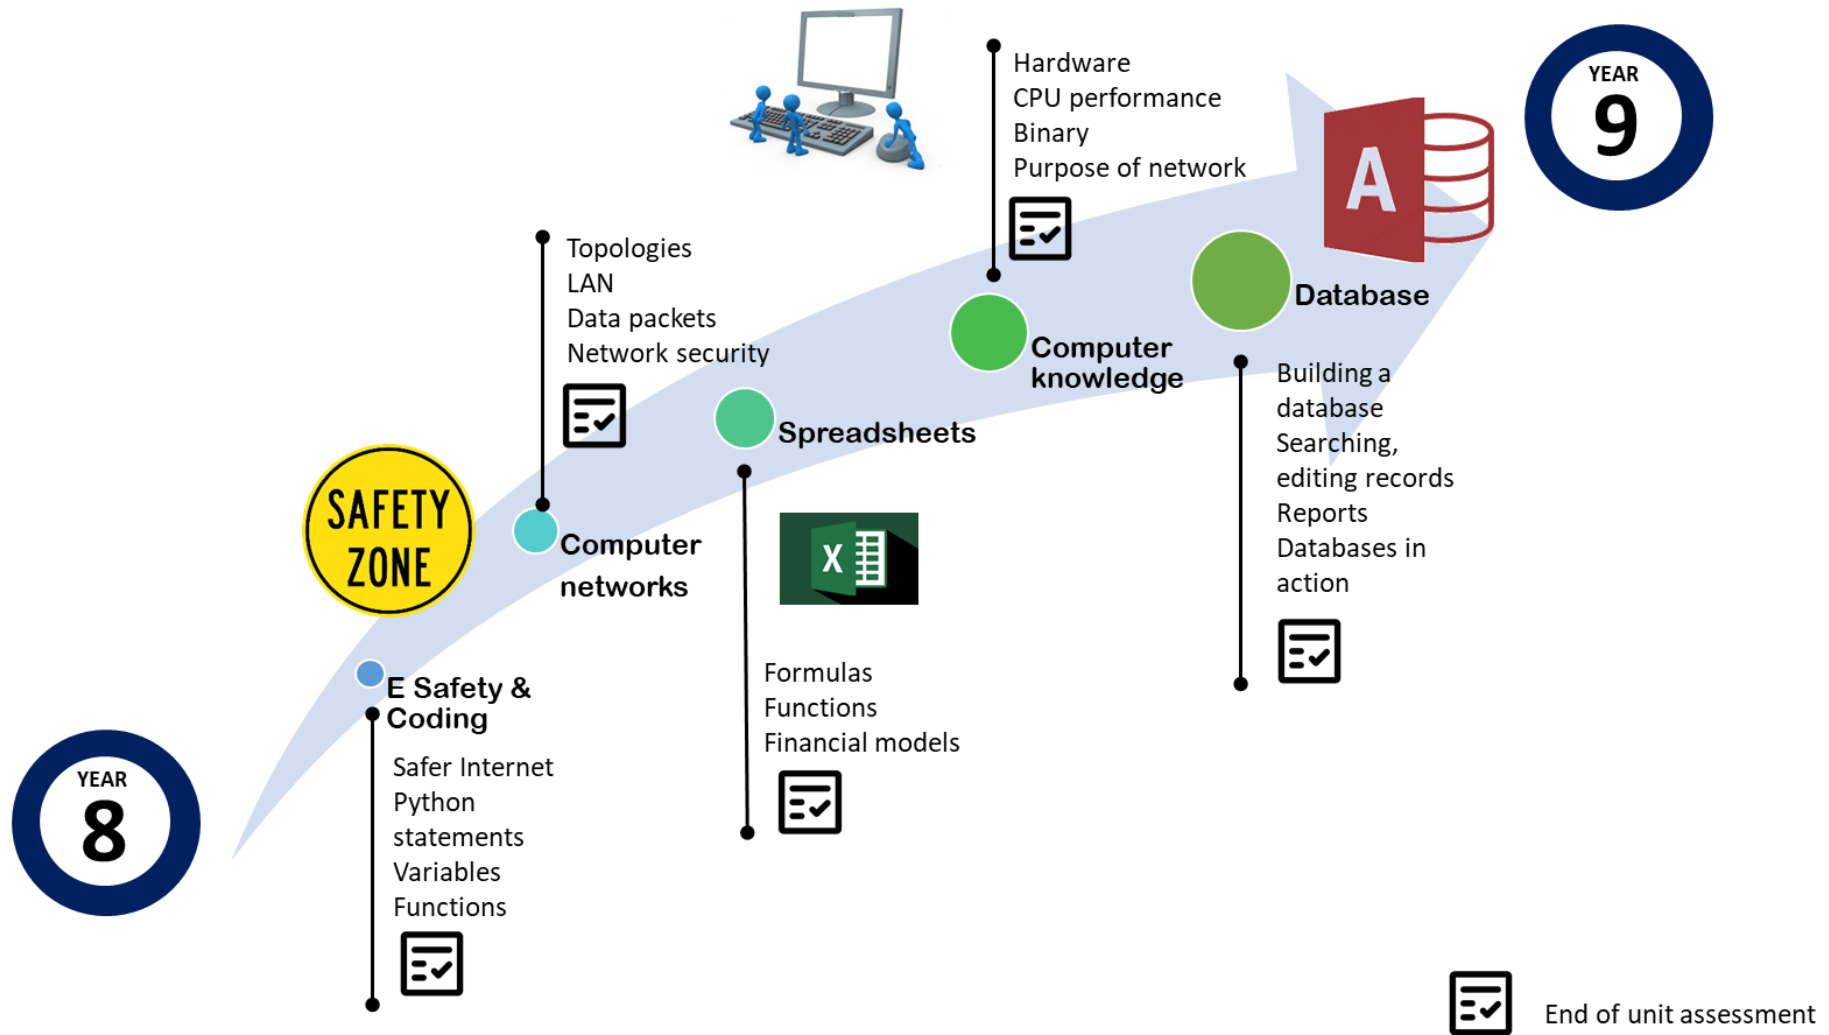 YEAR
8
SAFETY
ZONE
E Safety &
Coding
Safer Internet
Python
statements
Variables
Functions
Topologies
LAN
Data packets
Network security
Computer
networks
Spreadsheets
X
Formulas
Functions
Financial models
Hardware
CPU performance
Binary
Purpose of network
Computer
knowledge
A
Database
Building a
database
Searching,
editing records
Reports
Databases in
action
YEAR
9
End of unit assessment